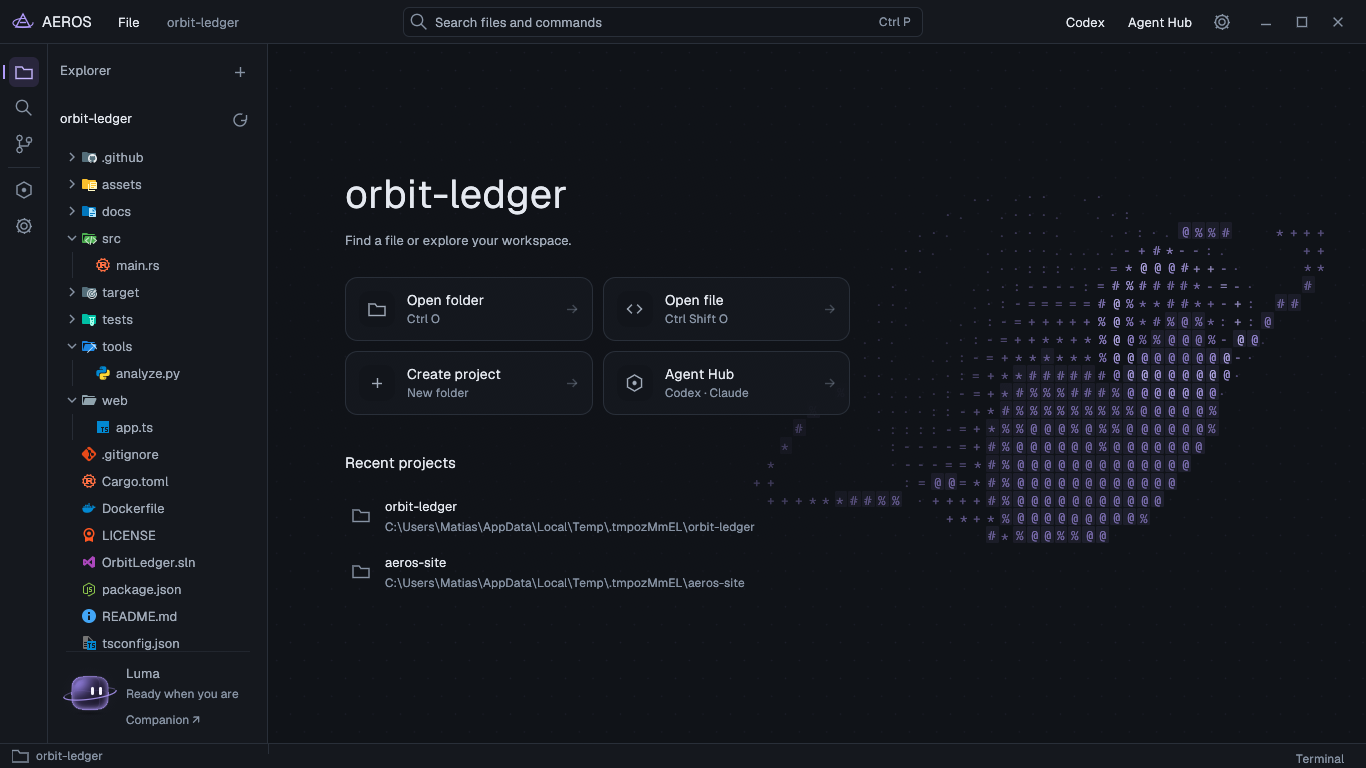 AEROS File orbit-ledger Search files and commands Ctrl P Codex Agent Hub
Explorer
orbit-ledger
.github
assets
docs
src
main.rs
target
tests
tools
analyze.py
web
app.ts
.gitignore
Cargo.toml
Dockerfile
LICENSE
OrbitLedger.sln
package.json
README.md
tsconfig.json
Luma
Ready when you are
Companion ↗
orbit-ledger
Find a file or explore your workspace.
Open folder
Ctrl O
Open file
Ctrl Shift O
Create project
New folder
Agent Hub
Codex · Claude
Recent projects
orbit-ledger
C:\Users\Matias\AppData\Local\Temp\.tmpozMmEL\orbit-ledger
aeros-site
C:\Users\Matias\AppData\Local\Temp\.tmpozMmEL\aeros-site
orbit-ledger
Terminal